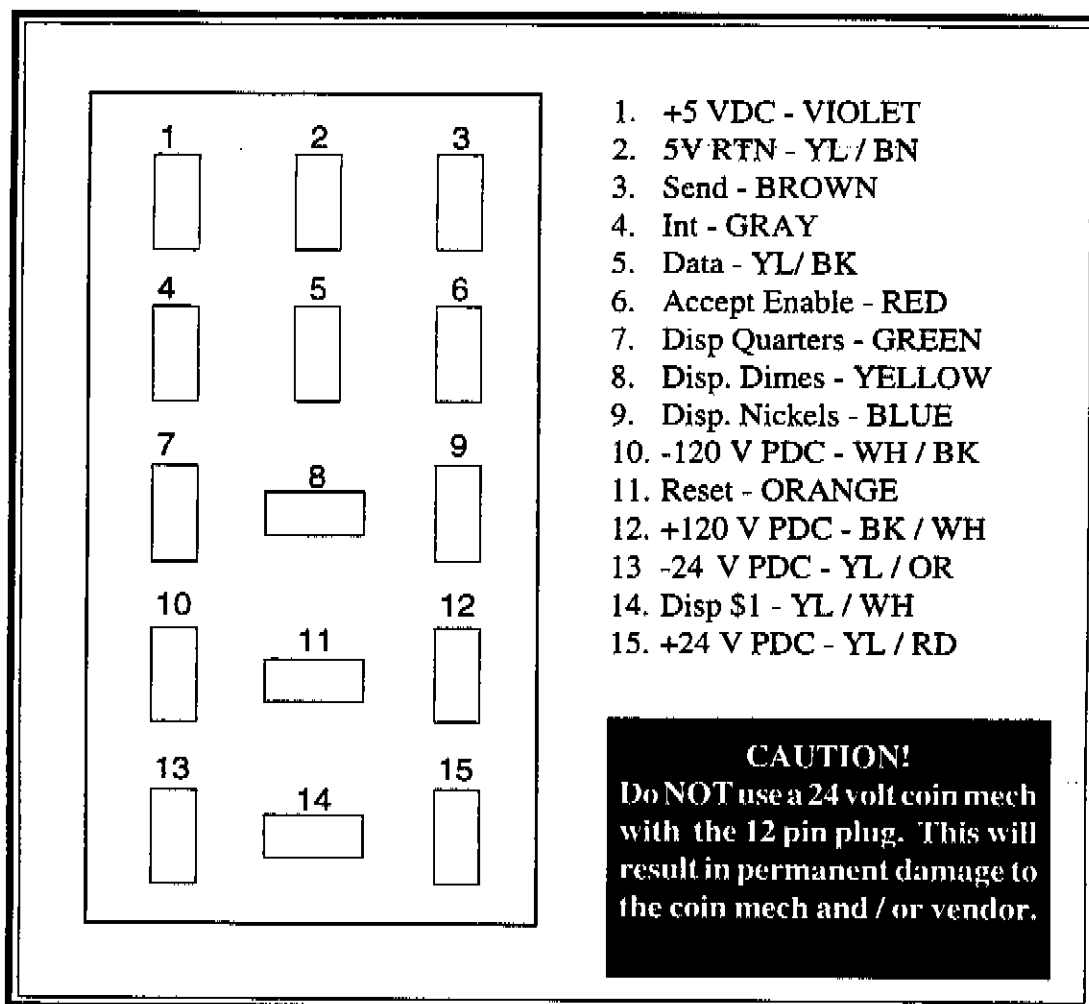 1 2 3
4 5 6
7 8 9
10 11 12
13 14 15
1. +5 VDC - VIOLET
2. 5V RTN - YL / BN
3. Send - BROWN
4. Int - GRAY
5. Data - YL/ BK
6. Accept Enable - RED
7. Disp Quarters - GREEN
8. Disp. Dimes - YELLOW
9. Disp. Nickels - BLUE
10. -120 V PDC - WH / BK
11. Reset - ORANGE
12. +120 V PDC - BK / WH
13 -24 V PDC - YL / OR
14. Disp $1 - YL / WH
15. +24 V PDC - YL / RD
CAUTION!
Do NOT use a 24 volt coin mech
with the 12 pin plug. This will
result in permanent damage to
the coin mech and / or vendor.